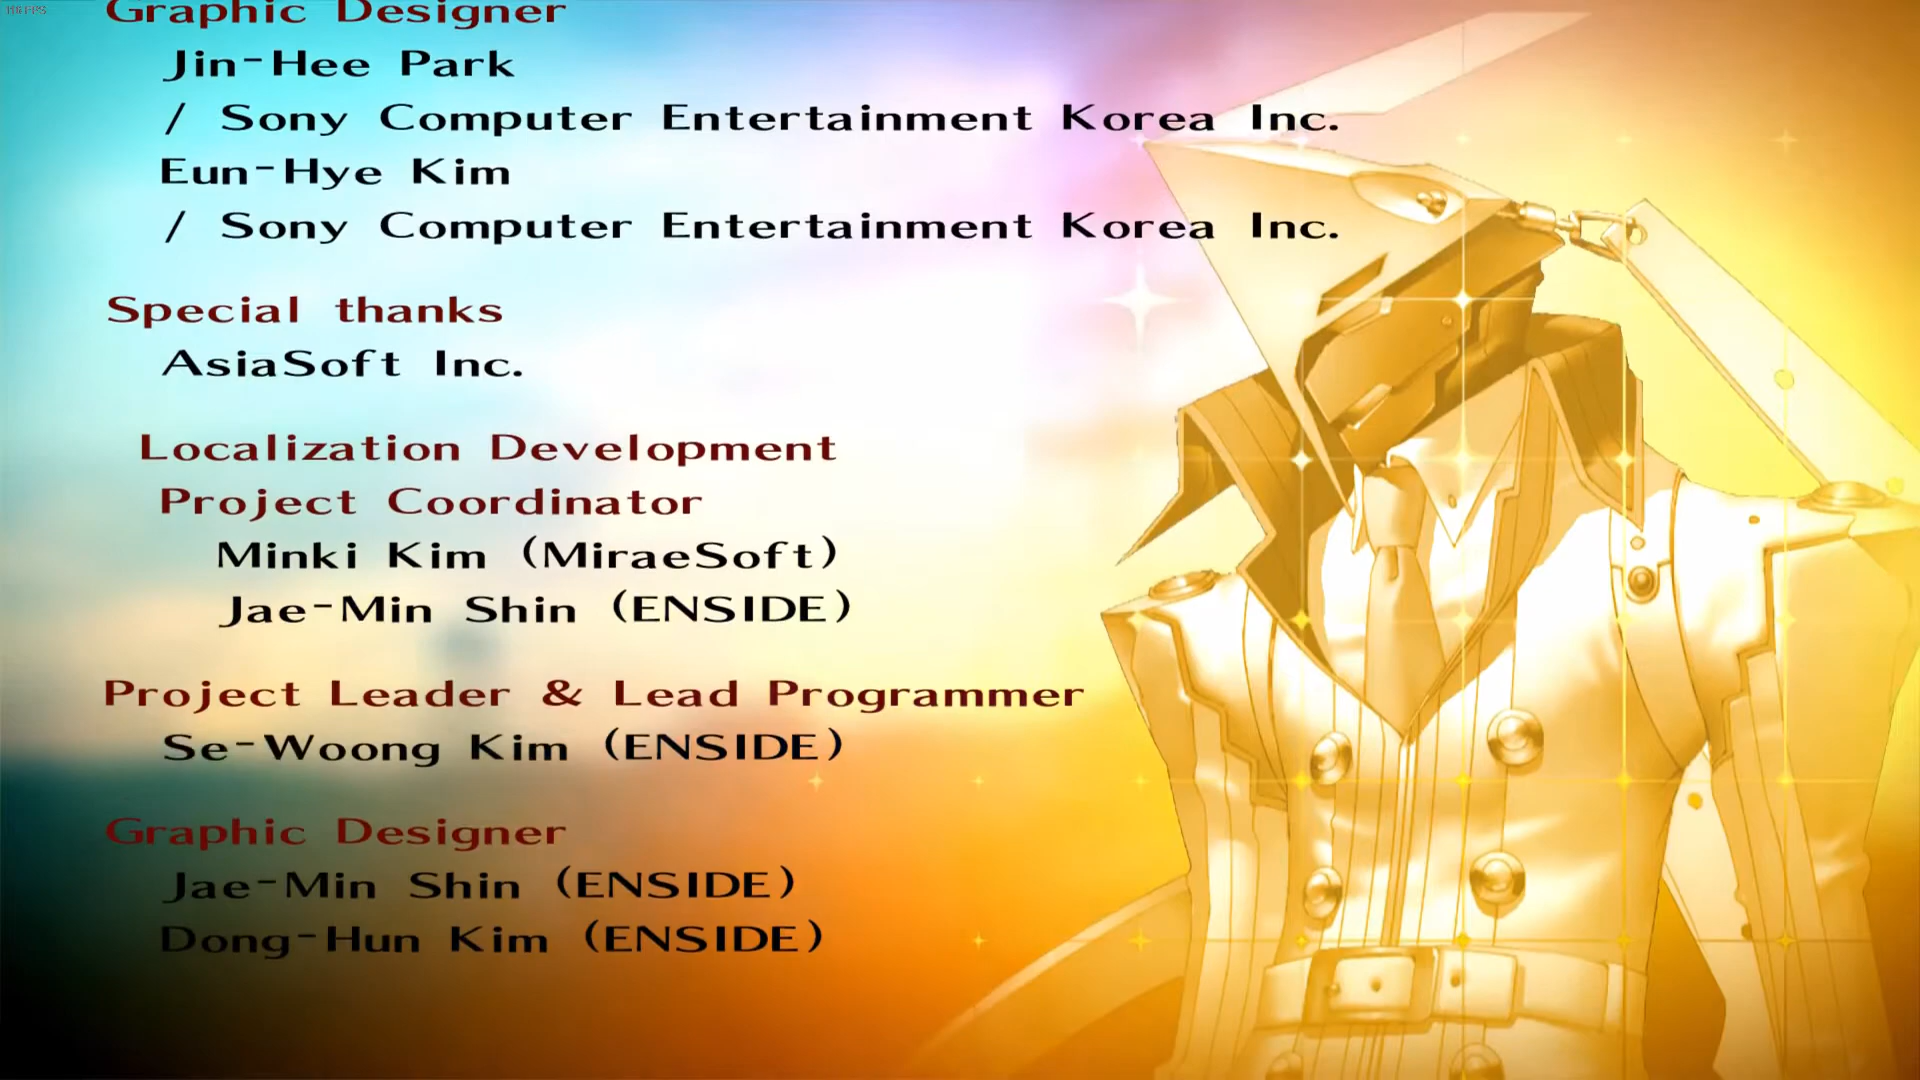 Graphic Designer
Jin-Hee Park
/ Sony Computer Entertainment Korea Inc.
Eun-Hye Kim
/ Sony Computer Entertainment Korea Inc.
Special thanks
AsiaSoft Inc.
Localization Development
Project Coordinator
Minki Kim (MiraeSoft)
Jae-Min Shin (ENSIDE)
Project Leader & Lead Programmer
Se-Woong Kim (ENSIDE)
Graphic Designer
Jae-Min Shin (ENSIDE)
Dong-Hun Kim (ENSIDE)